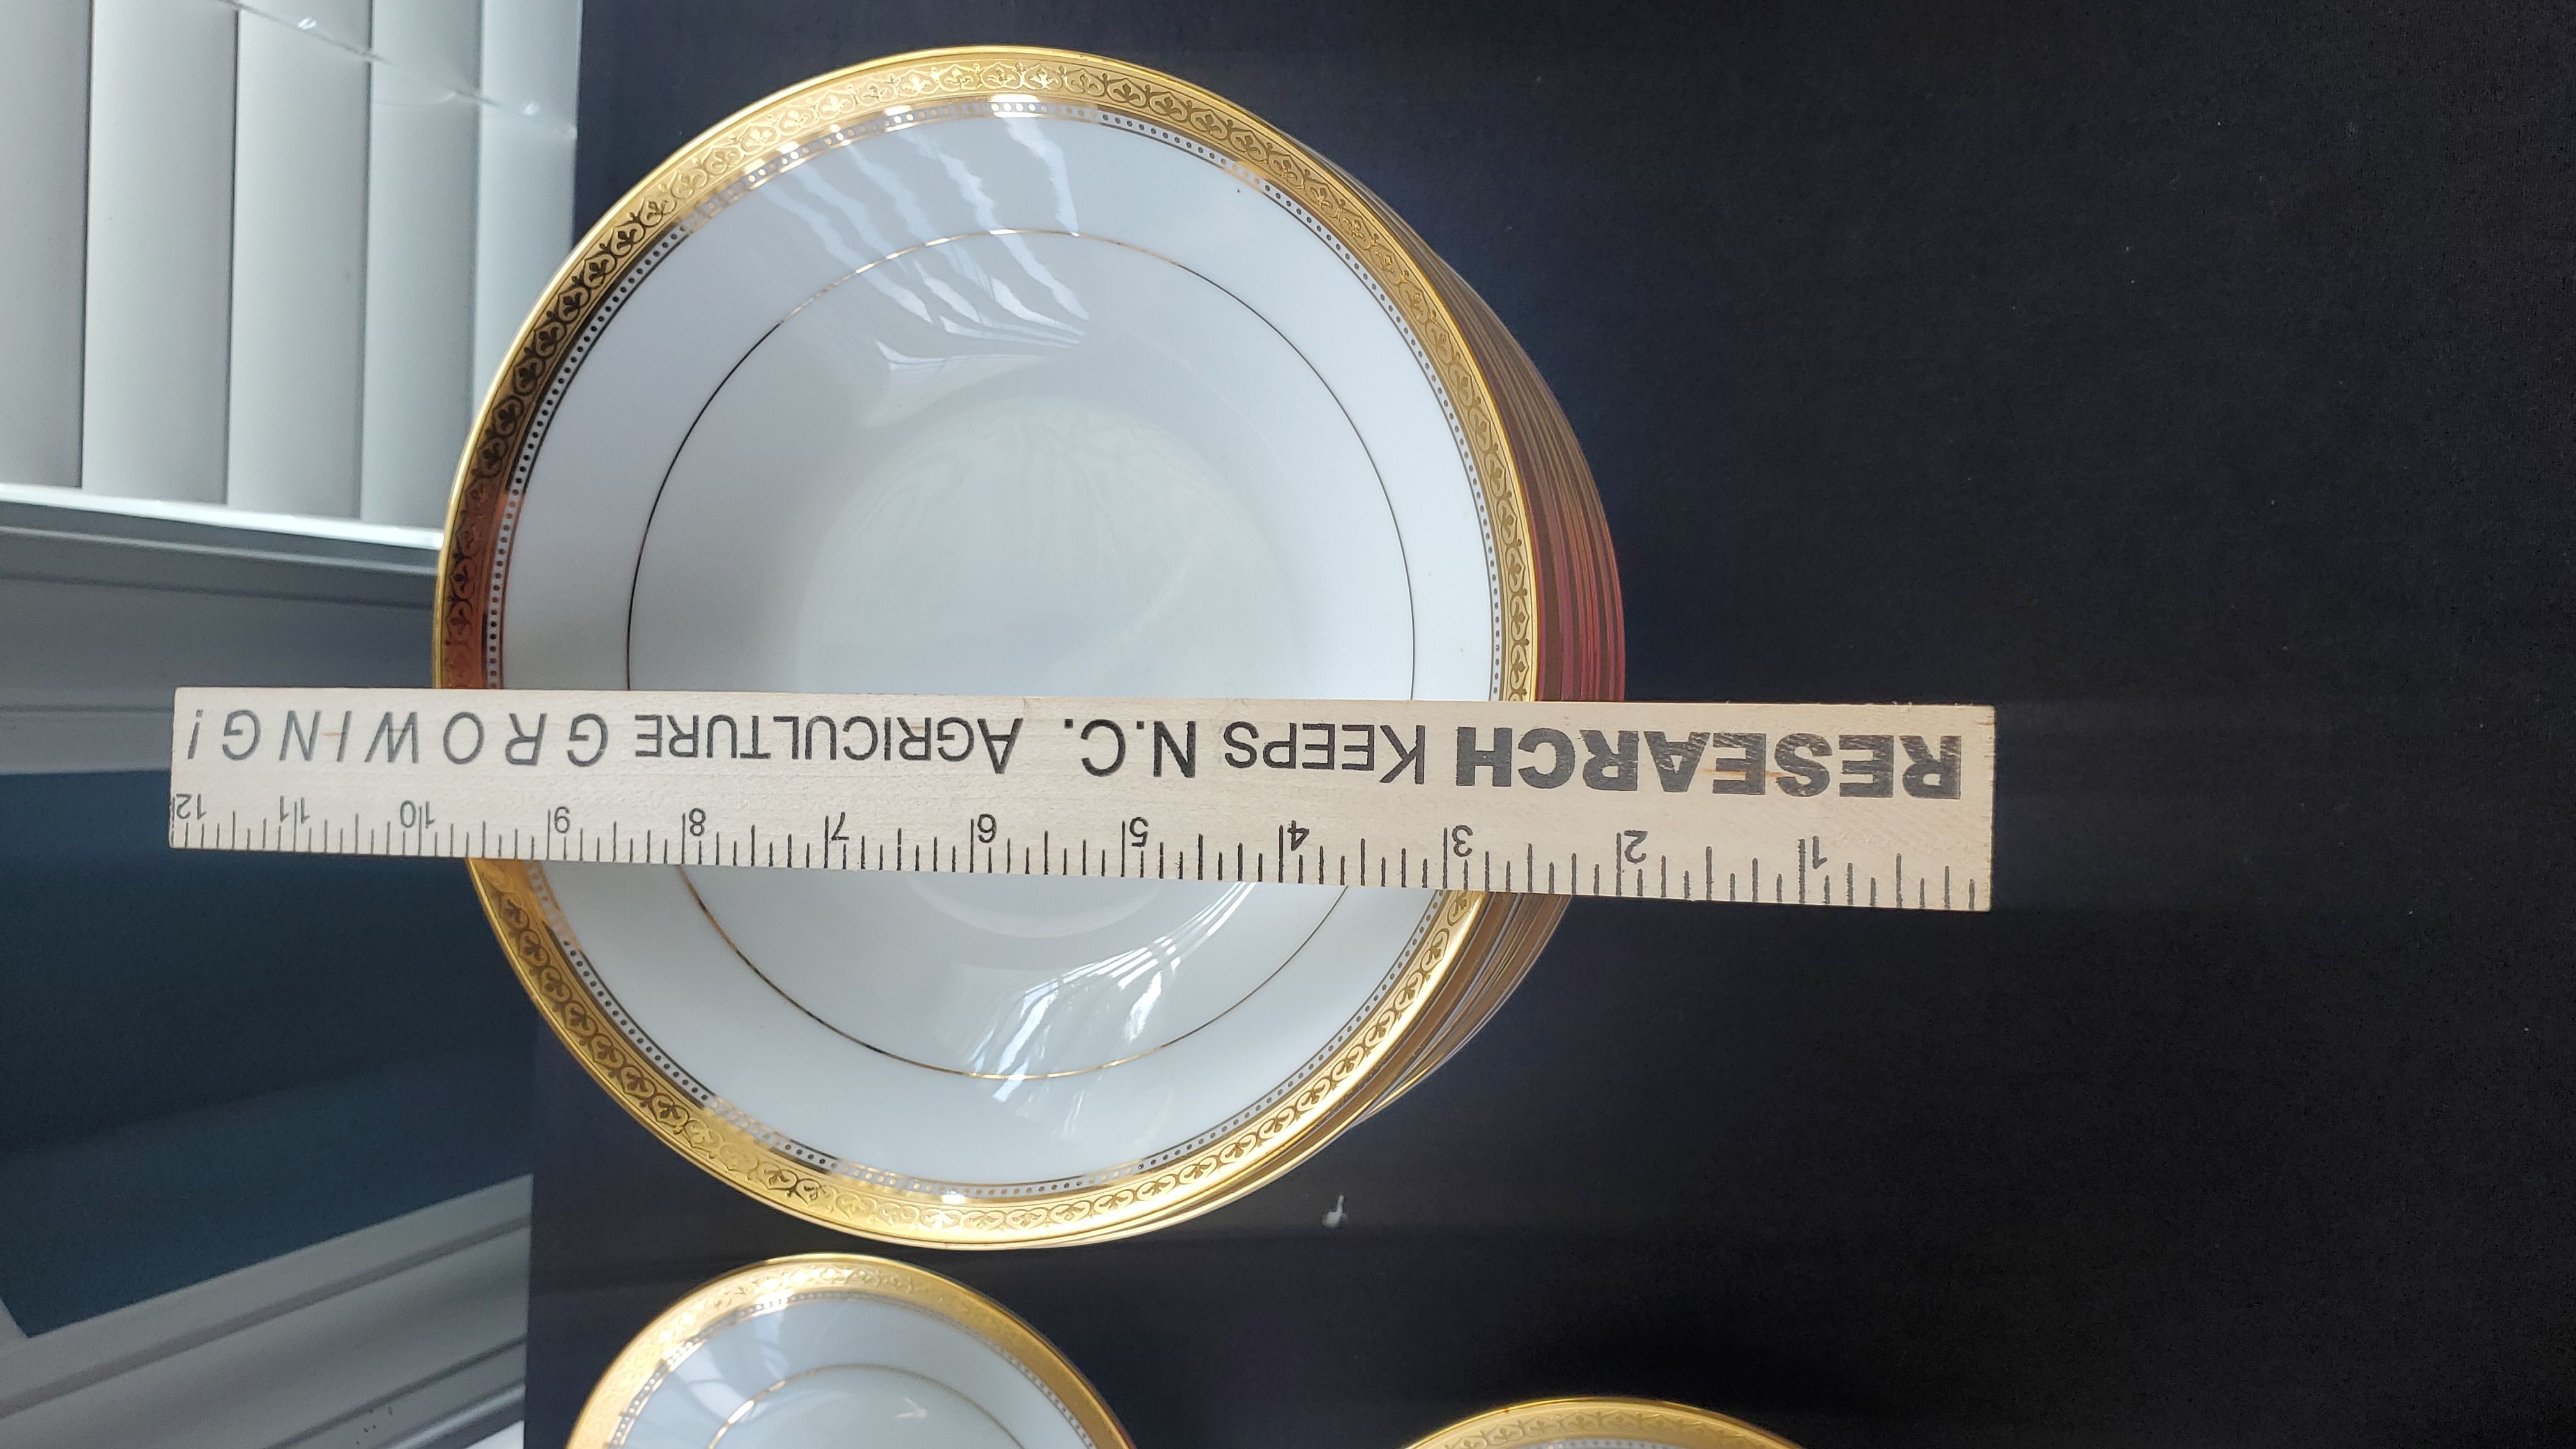 RESEARCH KEEPS N.C. AGRICULTURE GROWING!
1 2 3 4 5 6 7 8 9 10 11 12